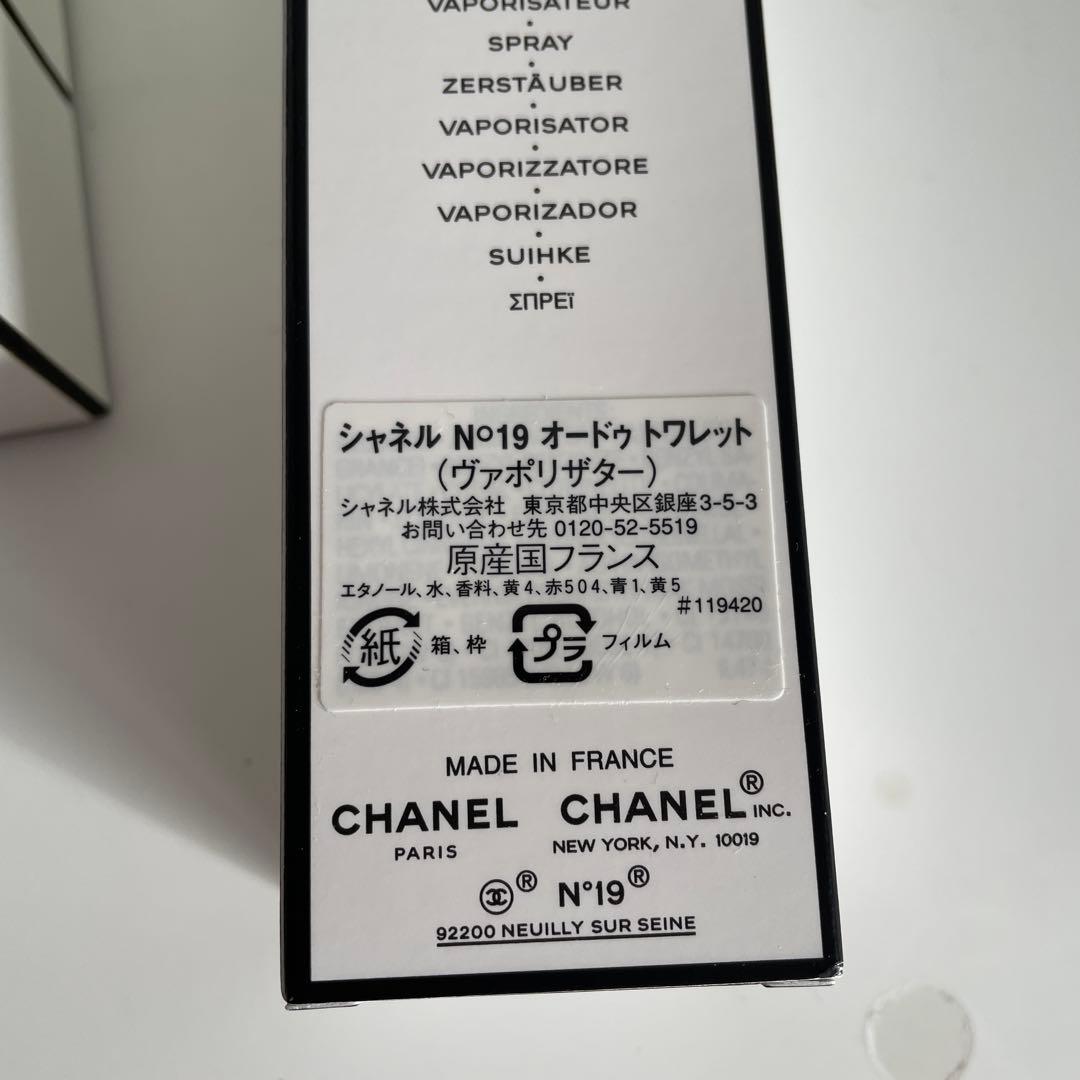 VAPORISATEUR
•
SPRAY
•
ZERSTÄUBER
•
VAPORISATOR
•
VAPORIZZATORE
•
VAPORIZADOR
•
SUIHKE
•
ΣΠΡΕϊ
シャネル Nº19 オードゥ トワレット
(ヴァポリザター)
シャネル株式会社 東京都中央区銀座3-5-3
お問い合わせ先 0120-52-5519
原産国フランス
エタノール、水、香料、黄4、赤504、青1、黄5
#119420
紙 箱、枠 プラ フィルム
MADE IN FRANCE
CHANEL CHANEL® INC.
PARIS NEW YORK, N.Y. 10019
® N°19®
92200 NEUILLY SUR SEINE